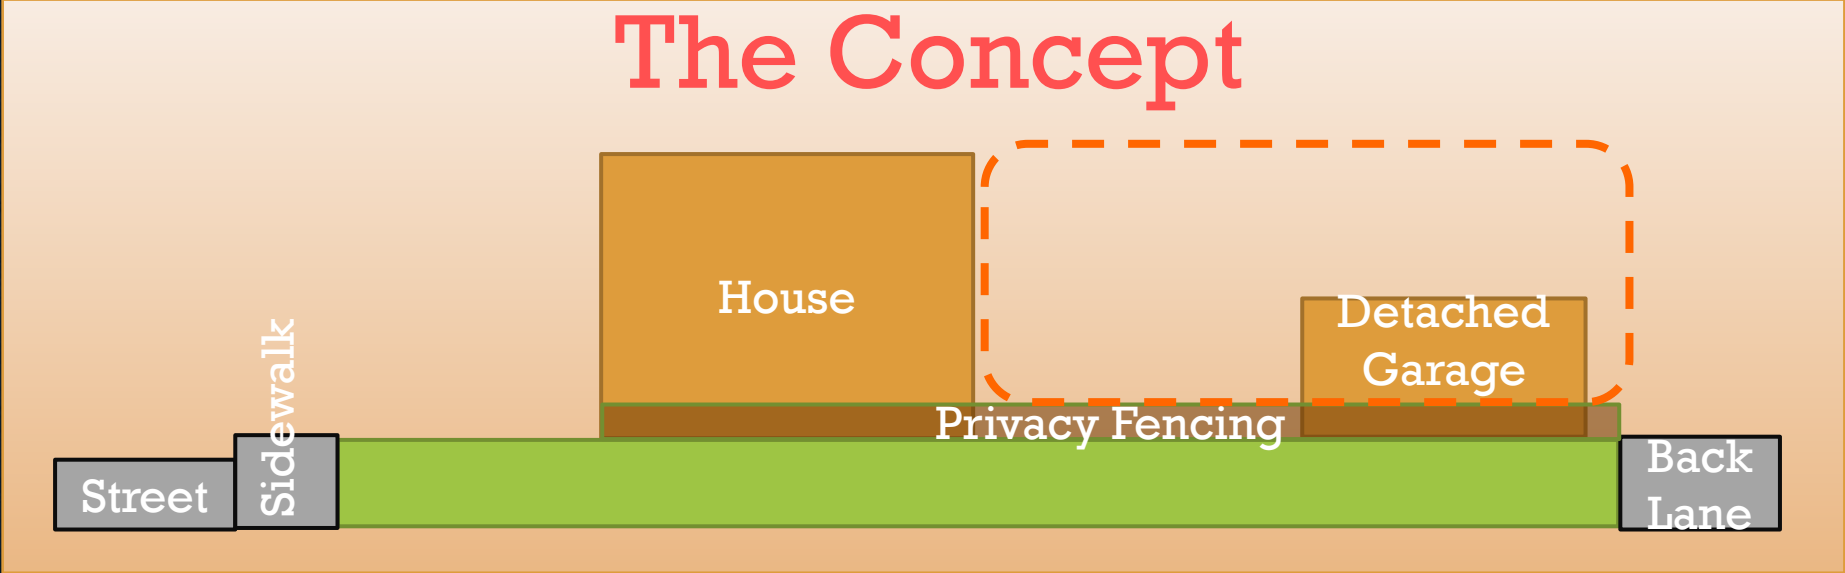 The Concept
House
Detached
Garage
Sidewalk
Privacy Fencing
Street
Back
Lane